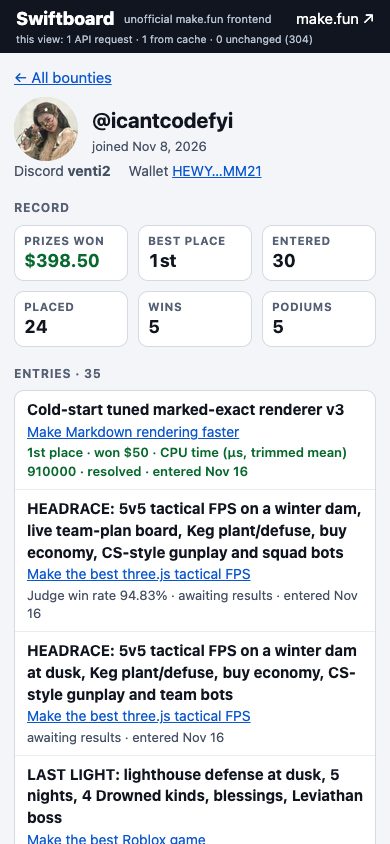 Swiftboard unofficial make.fun frontend make.fun ↗
this view: 1 API request · 1 from cache · 0 unchanged (304)
← All bounties
@icantcodefyi
joined Nov 8, 2026
Discord venti2 Wallet HEWY…MM21
RECORD
PRIZES WON BEST PLACE ENTERED
$398.50 1st 30
PLACED WINS PODIUMS
24 5 5
ENTRIES · 35
Cold-start tuned marked-exact renderer v3
Make Markdown rendering faster
1st place · won $50 · CPU time (µs, trimmed mean)
910000 · resolved · entered Nov 16
HEADRACE: 5v5 tactical FPS on a winter dam,
live team-plan board, Keg plant/defuse, buy
economy, CS-style gunplay and squad bots
Make the best three.js tactical FPS
Judge win rate 94.83% · awaiting results · entered Nov
16
HEADRACE: 5v5 tactical FPS on a winter dam
at dusk, Keg plant/defuse, buy economy, CS-
style gunplay and team bots
Make the best three.js tactical FPS
awaiting results · entered Nov 16
LAST LIGHT: lighthouse defense at dusk, 5
nights, 4 Drowned kinds, blessings, Leviathan
boss
Make the best Roblox game